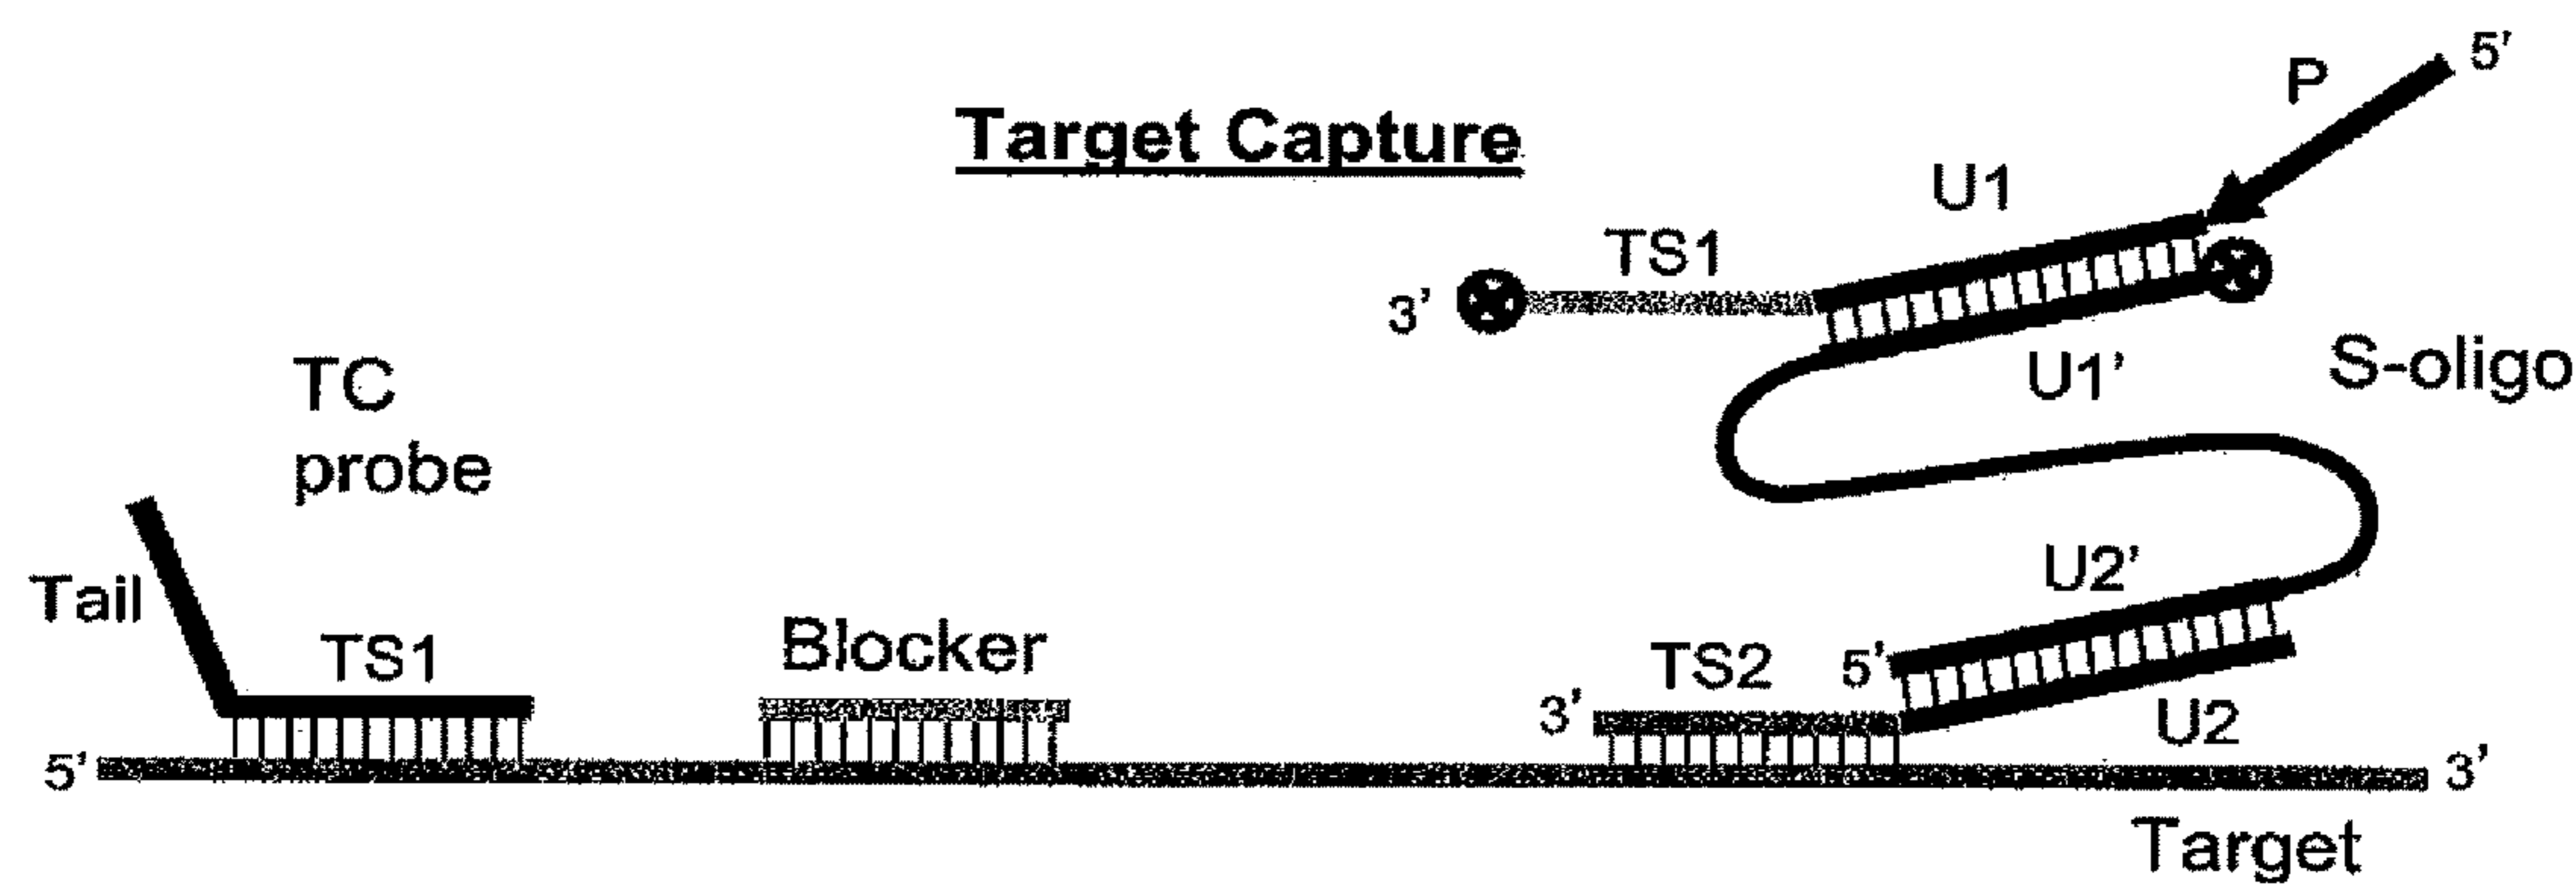 Target Capture
P
5'
U1
TS1
3'
U1'
S-oligo
TC
probe
Tail
TS1
Blocker
U2'
TS2
5'
3'
U2
5'
3'
Target